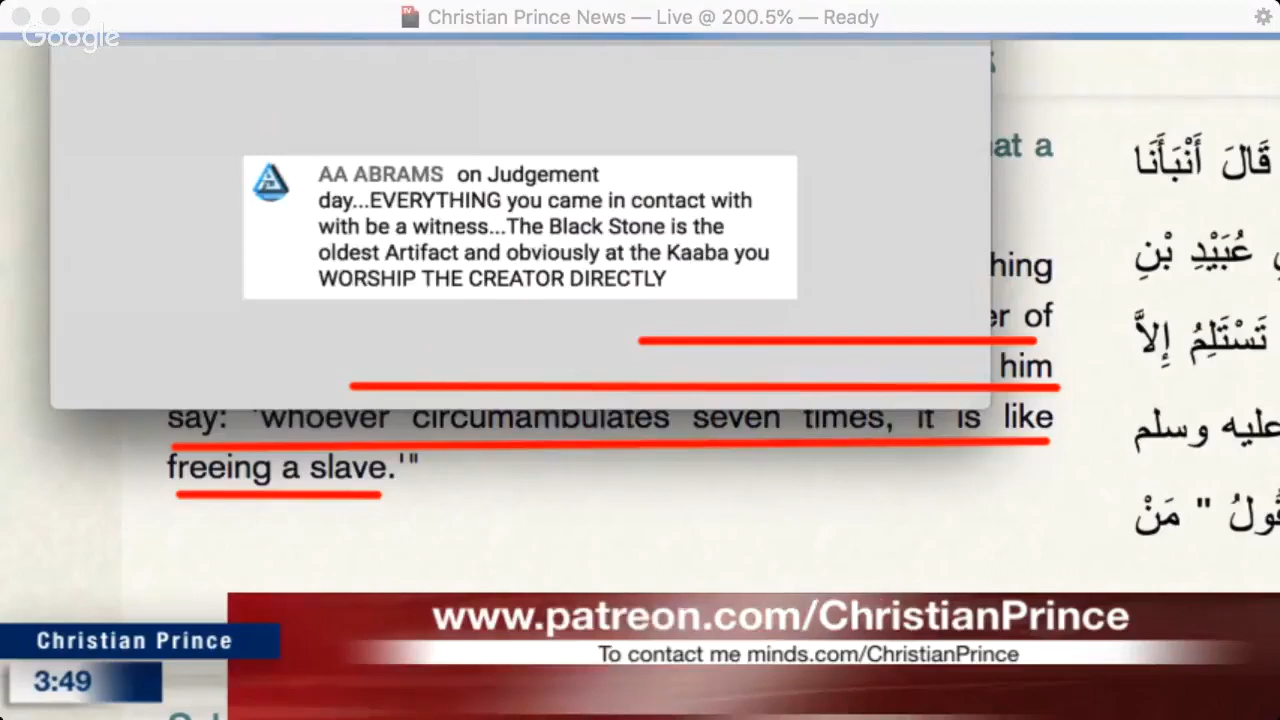 Christian Prince News — Live @ 200.5% — Ready
Google
AA ABRAMS on Judgement
day...EVERYTHING you came in contact with
with be a witness...The Black Stone is the
oldest Artifact and obviously at the Kaaba you
WORSHIP THE CREATOR DIRECTLY
at a
hing
of
him
say: 'whoever circumambulates seven times, it is like
freeing a slave.'"
قَالَ أَنْبَأَنَا
عُبَيْدِ بْنِ
تَسْتَلِمُ إِلاَّ
عليه وسلم
" مَنْ
www.patreon.com/ChristianPrince
To contact me minds.com/ChristianPrince
Christian Prince
3:49